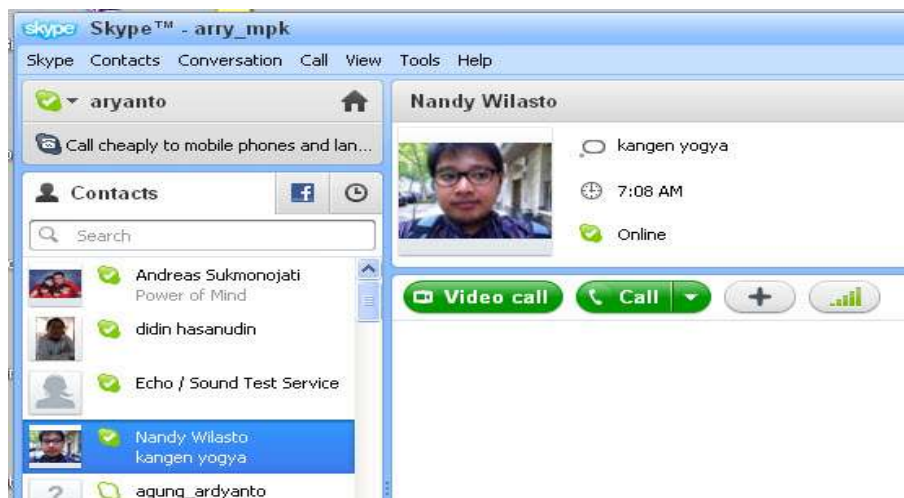 skype Skype™ - arry_mpk
Skype Contacts Conversation Call View Tools Help
aryanto
Call cheaply to mobile phones and lan...
Contacts
Search
Andreas Sukmonojati
Power of Mind
didin hasanudin
Echo / Sound Test Service
Nandy Wilasto
kangen yogya
agung_ardyanto
Nandy Wilasto
kangen yogya
7:08 AM
Online
Video call
Call